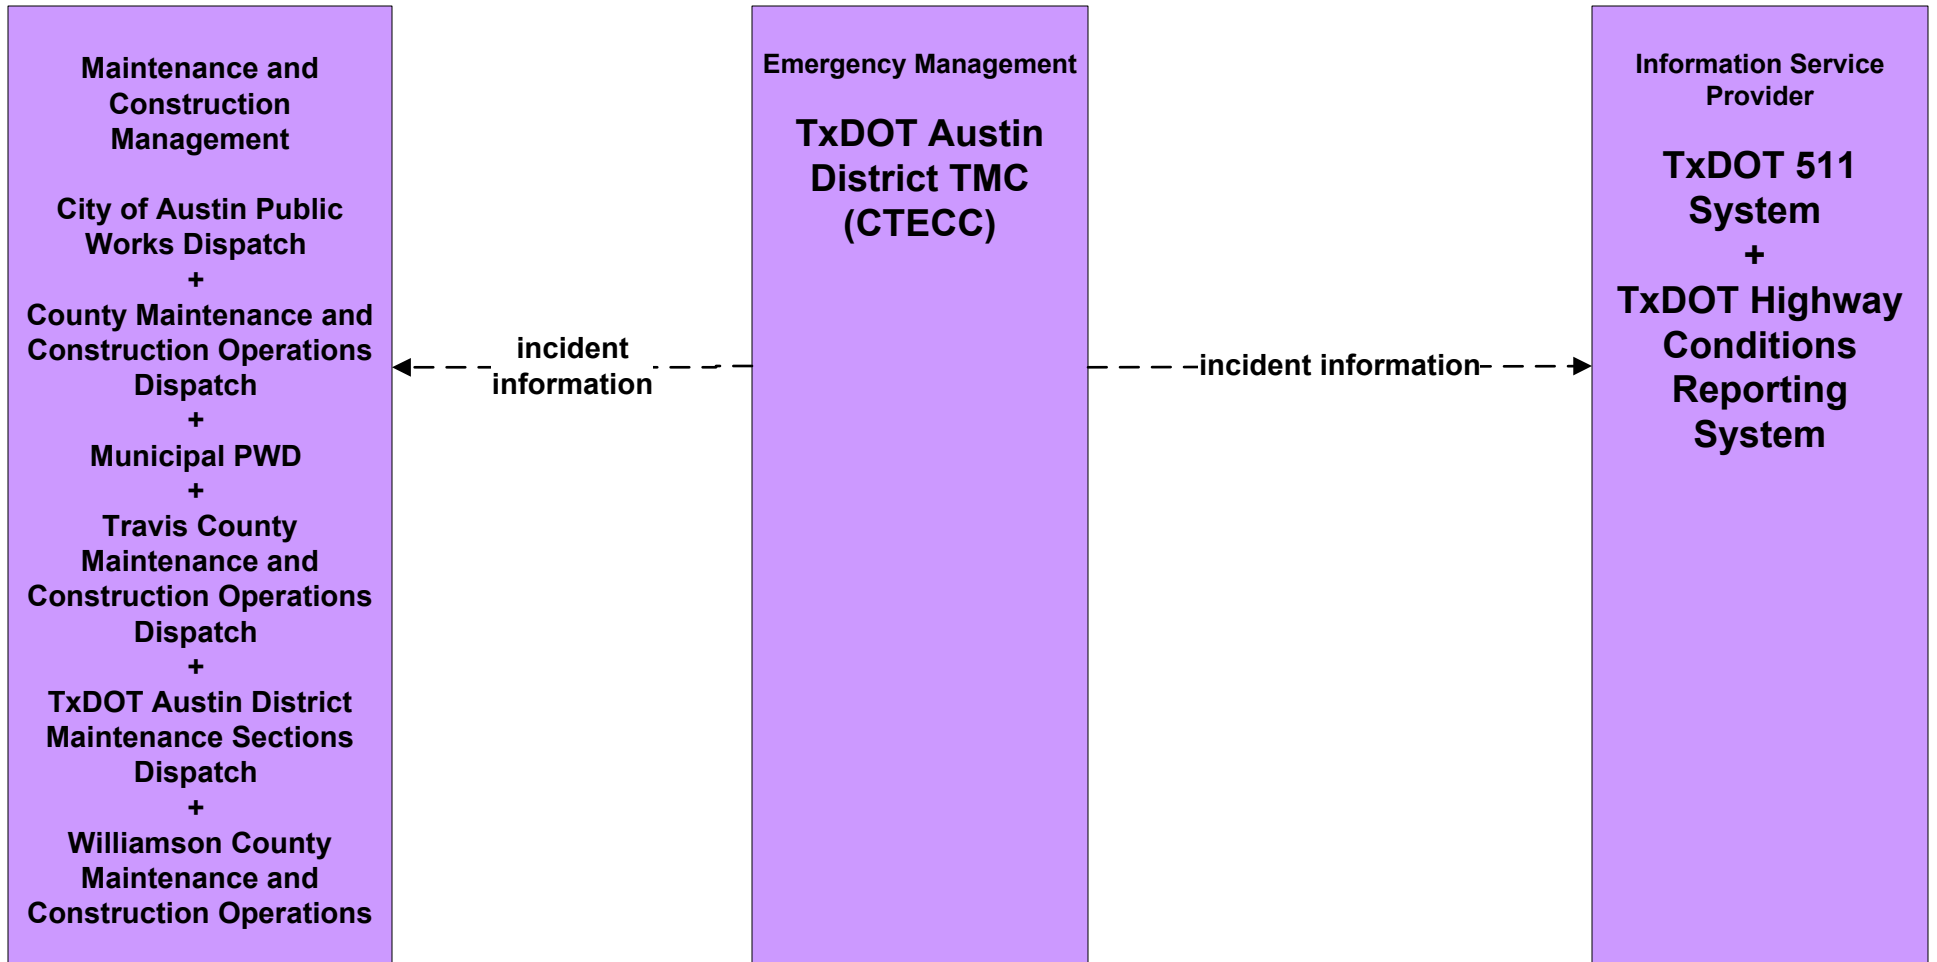 Maintenance and
Construction
Management
City of Austin Public
Works Dispatch
+
County Maintenance and
Construction Operations
Dispatch
+
Municipal PWD
+
Travis County
Maintenance and
Construction Operations
Dispatch
+
TxDOT Austin District
Maintenance Sections
Dispatch
+
Williamson County
Maintenance and
Construction Operations
incident
information
Emergency Management
TxDOT Austin
District TMC
(CTECC)
incident information
Information Service
Provider
TxDOT 511
System
+
TxDOT Highway
Conditions
Reporting
System